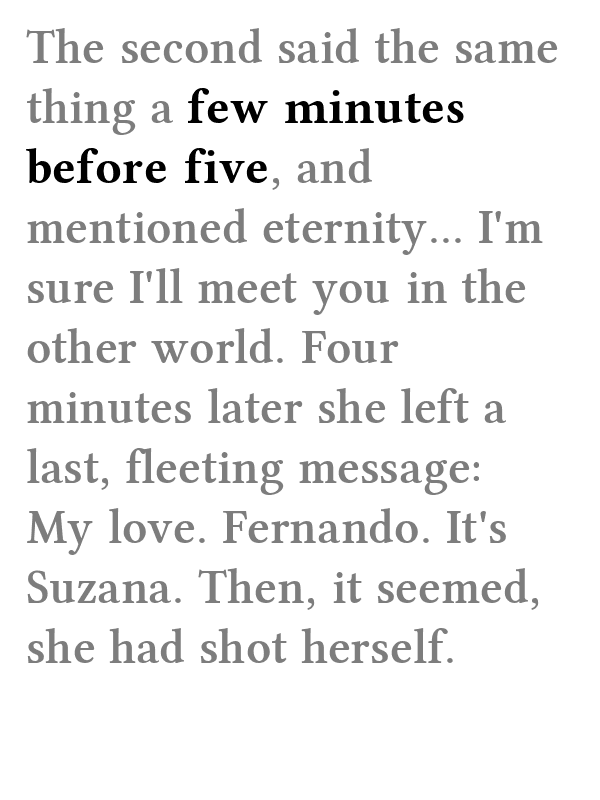 The second said the same
thing a few minutes
before five, and
mentioned eternity... I'm
sure I'll meet you in the
other world. Four
minutes later she left a
last, fleeting message:
My love. Fernando. It's
Suzana. Then, it seemed,
she had shot herself.